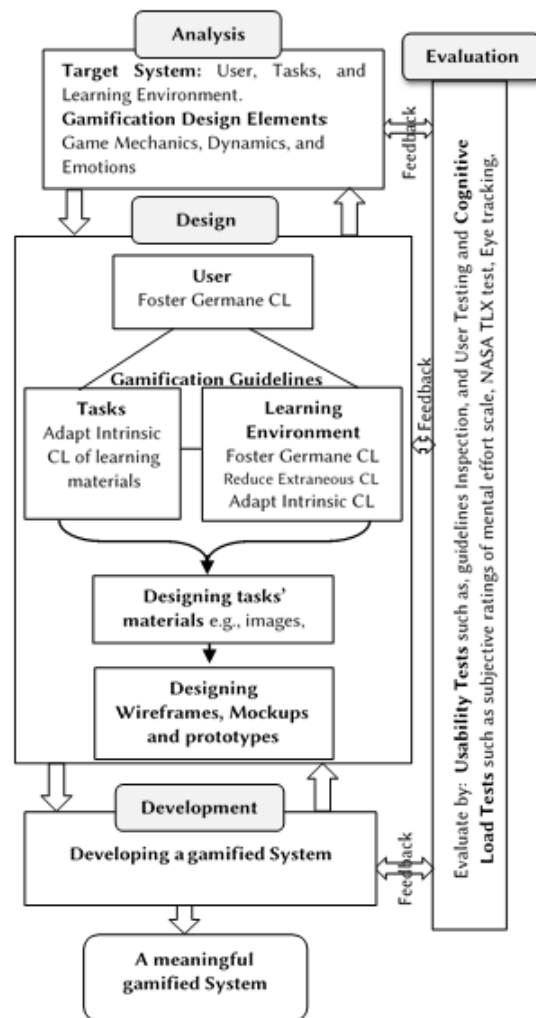 Analysis
Target System: User, Tasks, and
Learning Environment.
Gamification Design Elements
Game Mechanics, Dynamics, and
Emotions
Feedback
Evaluation
Evaluate by: Usability Tests such as, guidelines Inspection, and User Testing and Cognitive
Load Tests such as subjective ratings of mental effort scale, NASA TLX test, Eye tracking,
Design
User
Foster Germane CL
Gamification Guidelines
Tasks
Adapt Intrinsic
CL of learning
materials
Learning
Environment
Foster Germane CL
Reduce Extraneous CL
Adapt Intrinsic CL
Feedback
Designing tasks'
materials e.g., images,
Designing
Wireframes, Mockups
and prototypes
Development
Developing a gamified System
Feedback
A meaningful
gamified System